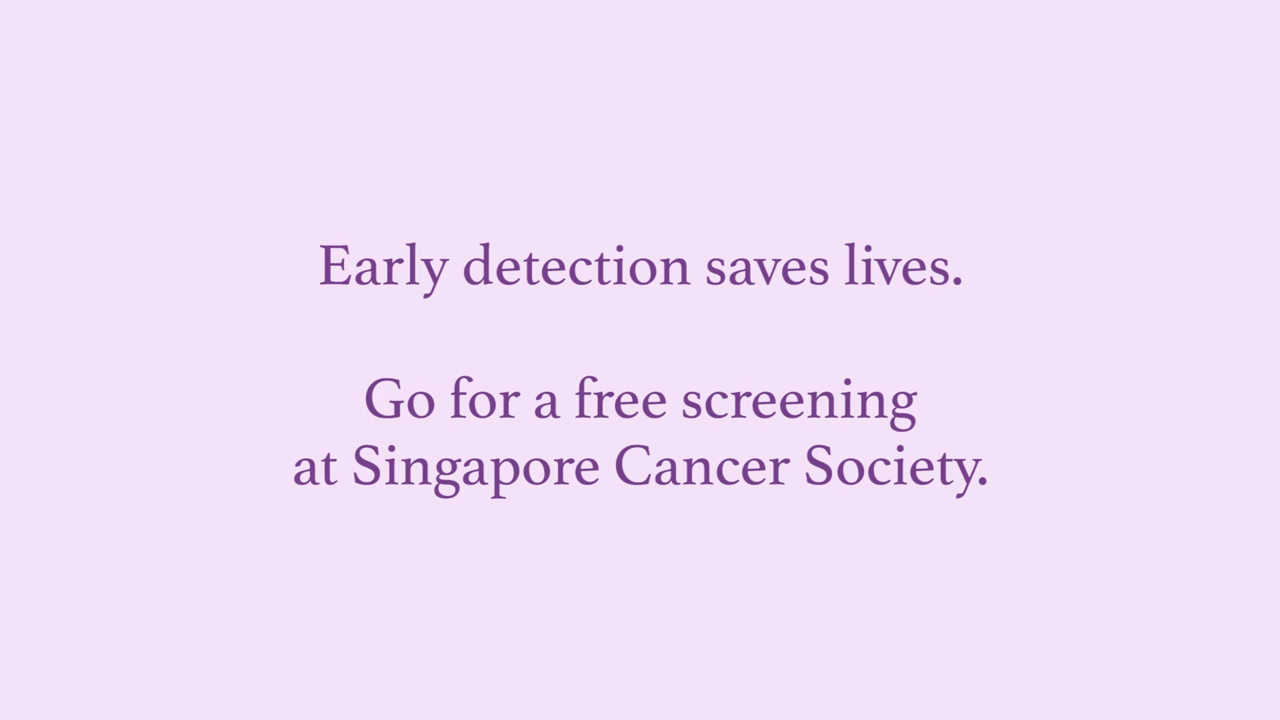 Early detection saves lives.
Go for a free screening
at Singapore Cancer Society.